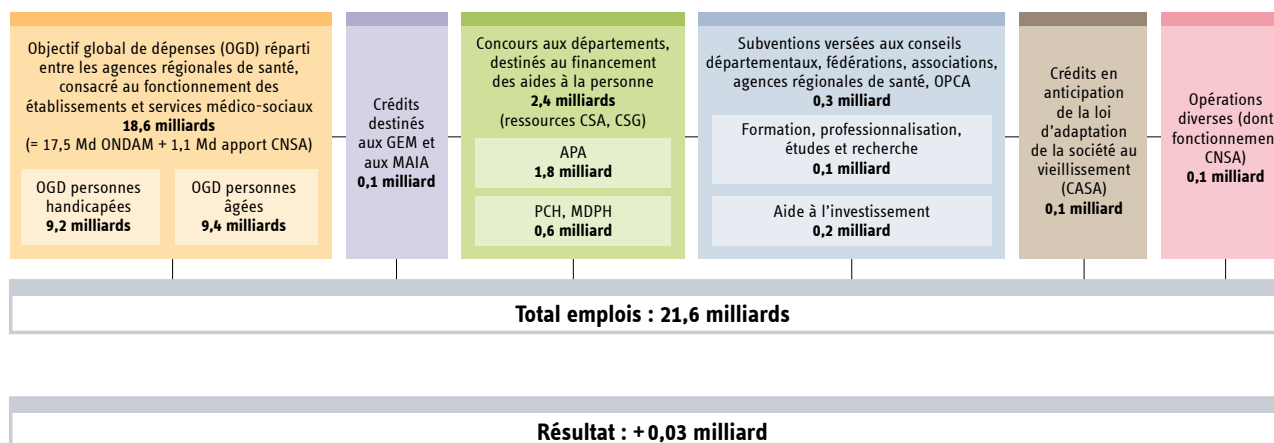 Objectif global de dépenses (OGD) réparti
entre les agences régionales de santé,
consacré au fonctionnement des
établissements et services médico-sociaux
18,6 milliards
(= 17,5 Md ONDAM + 1,1 Md apport CNSA)
OGD personnes
handicapées
9,2 milliards
OGD personnes
âgées
9,4 milliards
Crédits
destinés
aux GEM et
aux MAIA
0,1 milliard
Concours aux départements,
destinés au financement
des aides à la personne
2,4 milliards
(ressources CSA, CSG)
APA
1,8 milliard
PCH, MDPH
0,6 milliard
Subventions versées aux conseils
départementaux, fédérations, associations,
agences régionales de santé, OPCA
0,3 milliard
Formation, professionnalisation,
études et recherche
0,1 milliard
Aide à l'investissement
0,2 milliard
Crédits en
anticipation
de la loi
d'adaptation
de la société au
vieillissement
(CASA)
0,1 milliard
Opérations
diverses (dont
fonctionnement
CNSA)
0,1 milliard
Total emplois : 21,6 milliards
Résultat : +0,03 milliard